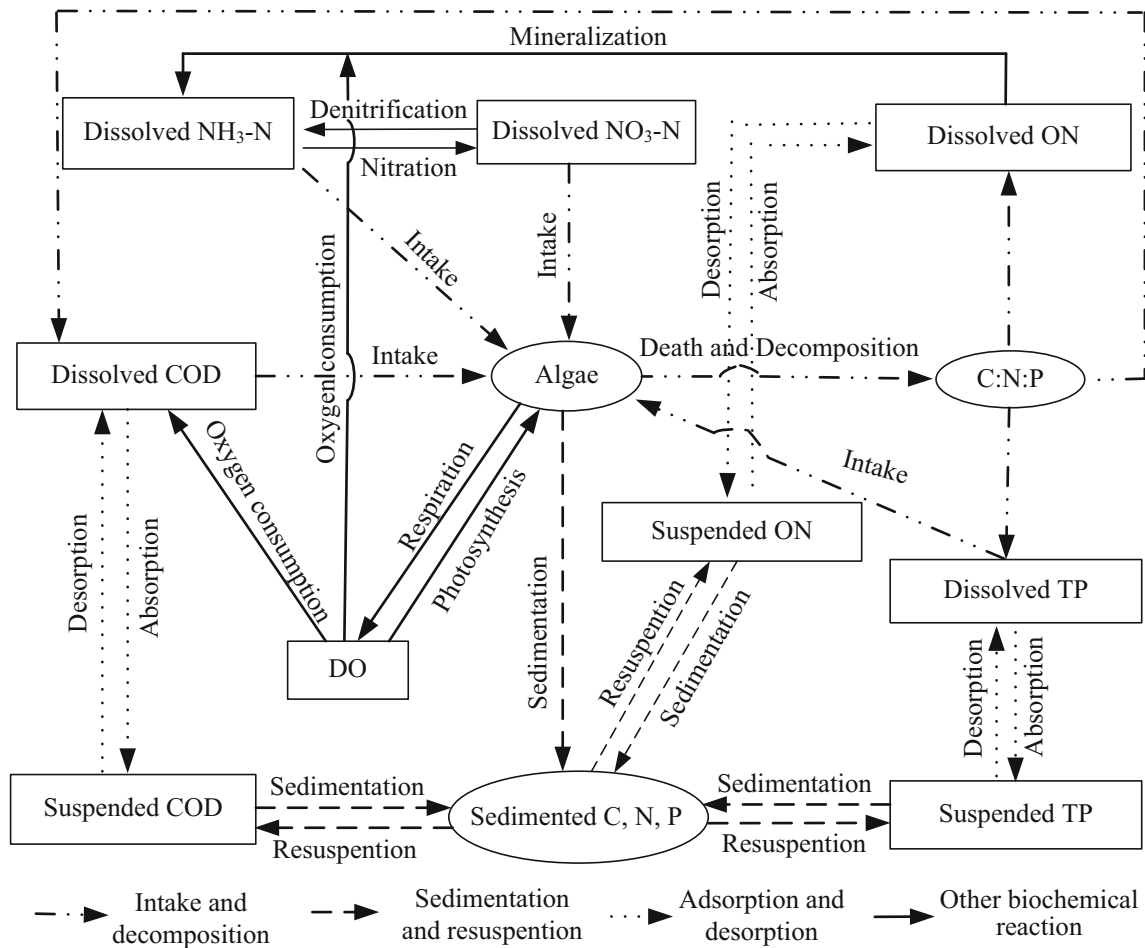 Mineralization
Denitrification
Dissolved NH3-N
Dissolved NO3-N
Dissolved ON
Nitration
Intake
Intake
Oxygen consumption
Desorption
Absorption
Dissolved COD
Intake
Algae
Death and Decomposition
C:N:P
Intake
Oxygen consumption
Respiration
Photosynthesis
Suspended ON
Desorption
Absorption
Dissolved TP
DO
Sedimentation
Resuspention
Sedimentation
Desorption
Absorption
Suspended COD
Sedimentation
Resuspention
Sedimented C, N, P
Sedimentation
Resuspention
Suspended TP
Intake and
decomposition
Sedimentation
and resuspention
Adsorption and
desorption
Other biochemical
reaction